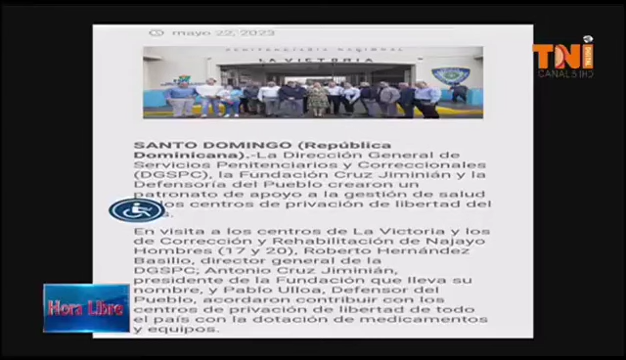 mayo 22, 2023
PENITENCIARÍA NACIONAL
LA VICTORIA
TNI
DIGITAL
CANAL 51 HD
SANTO DOMINGO (República
Dominicana).-La Dirección General de
Servicios Penitenciarios y Correccionales
(DGSPC), la Fundación Cruz Jiminián y la
Defensoría del Pueblo crearon un
patronato de apoyo a la gestión de salud
los centros de privación de libertad del
s.
En visita a los centros de La Victoria y los
de Corrección y Rehabilitación de Najayo
Hombres (17 y 20), Roberto Hernández
Basilio, director general de la
DGSPC; Antonio Cruz Jiminián,
presidente de la Fundación que lleva su
nombre, y Pablo Ulloa, Defensor del
Pueblo, acordaron contribuir con los
centros de privación de libertad de todo
el país con la dotación de medicamentos
y equipos.
Hora Libre